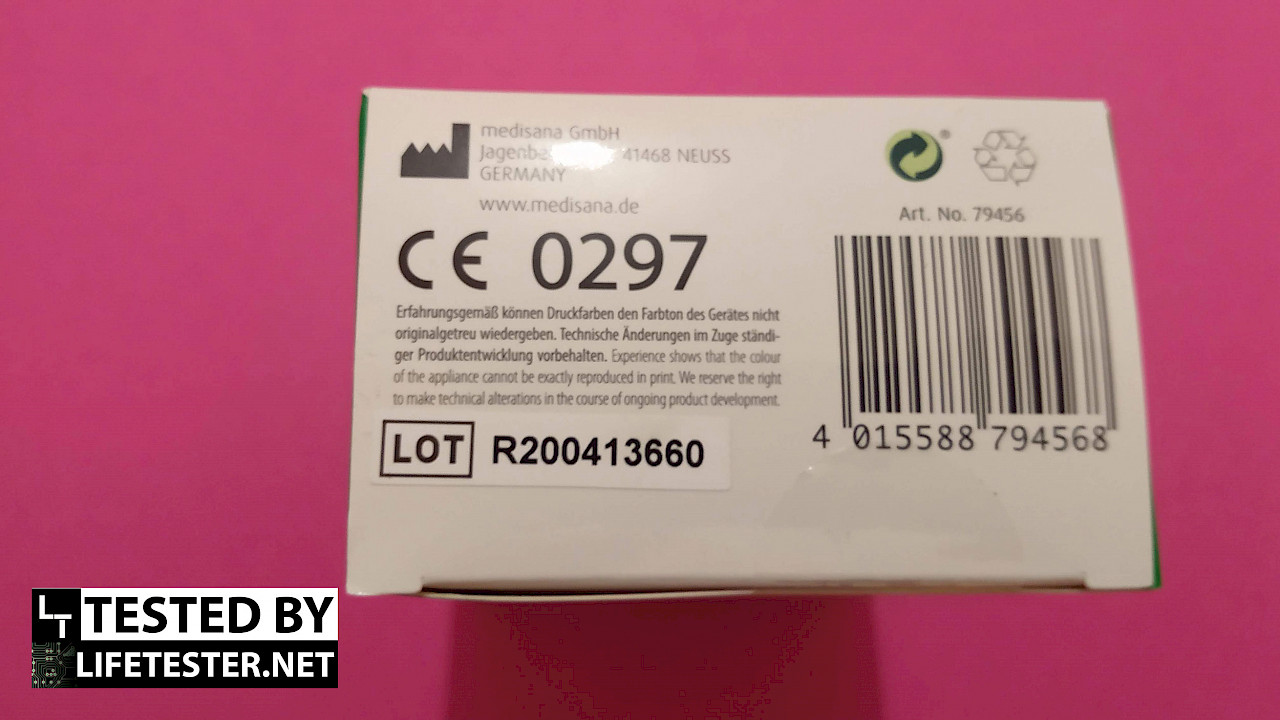 medisana GmbH
41468 NEUSS
GERMANY
www.medisana.de
CE 0297
Erfahrungsgemäß können Druckfarben den Farbton des Gerätes nicht
originalgetreu wiedergeben. Technische Änderungen im Zuge ständi-
ger Produktentwicklung vorbehalten. Experience shows that the colour
of the appliance cannot be exactly reproduced in print. We reserve the right
to make technical alterations in the course of ongoing product development.
LOT R200413660
®
Art. No. 79456
4 015588 794568
LT TESTED BY
LIFETESTER.NET